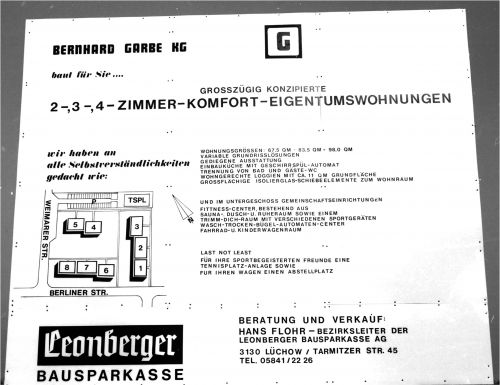 BERNHARD GARBE KG
G
baut für Sie....
GROSSZÜGIG KONZIPIERTE
2-,3-,4-ZIMMER-KOMFORT-EIGENTUMSWOHNUNGEN
wir haben an
alle Selbstverständlichkeiten
gedacht wie:
WOHNUNGSGRÖSSEN: 67,5 QM - 83,5 QM - 98,0 QM
VARIABLE GRUNDRISSLÖSUNGEN
GEDIEGENE AUSSTATTUNG
EINBAUKÜCHE MIT GESCHIRRSPÜL-AUTOMAT
TRENNUNG VON BAD UND GÄSTE-WC
WOHNGERECHTE LOGGIEN MIT CA. 11 QM GRUNDFLÄCHE
GROSSFLÄCHIGE ISOLIERGLAS-SCHIEBEELEMENTE ZUM WOHNRAUM
UND IM UNTERGESCHOSS GEMEINSCHAFTSEINRICHTUNGEN
FITNESS-CENTER, BESTEHEND AUS
SAUNA-, DUSCH-U. RUHERAUM SOWIE EINEM
TRIMM-DICH-RAUM MIT VERSCHIEDENEN SPORTGERÄTEN
WASCH-TROCKEN-BÜGEL-AUTOMATEN-CENTER
FAHRRAD-U. KINDERWAGENRAUM
LAST NOT LEAST
FÜR IHRE SPORTBEGEISTERTEN FREUNDE EINE
TENNISPLATZ-ANLAGE SOWIE
FÜR IHREN WAGEN EINEN ABSTELLPLATZ
P
TSPL
WEIMARER STR.
5
4
3
2
1
8
7
6
BERLINER STR.
Leonberger
BAUSPARKASSE
BERATUNG UND VERKAUF:
HANS FLOHR - BEZIRKSLEITER DER
LEONBERGER BAUSPARKASSE AG
3130 LÜCHOW / TARMITZER STR. 45
TEL. 05841/22 26